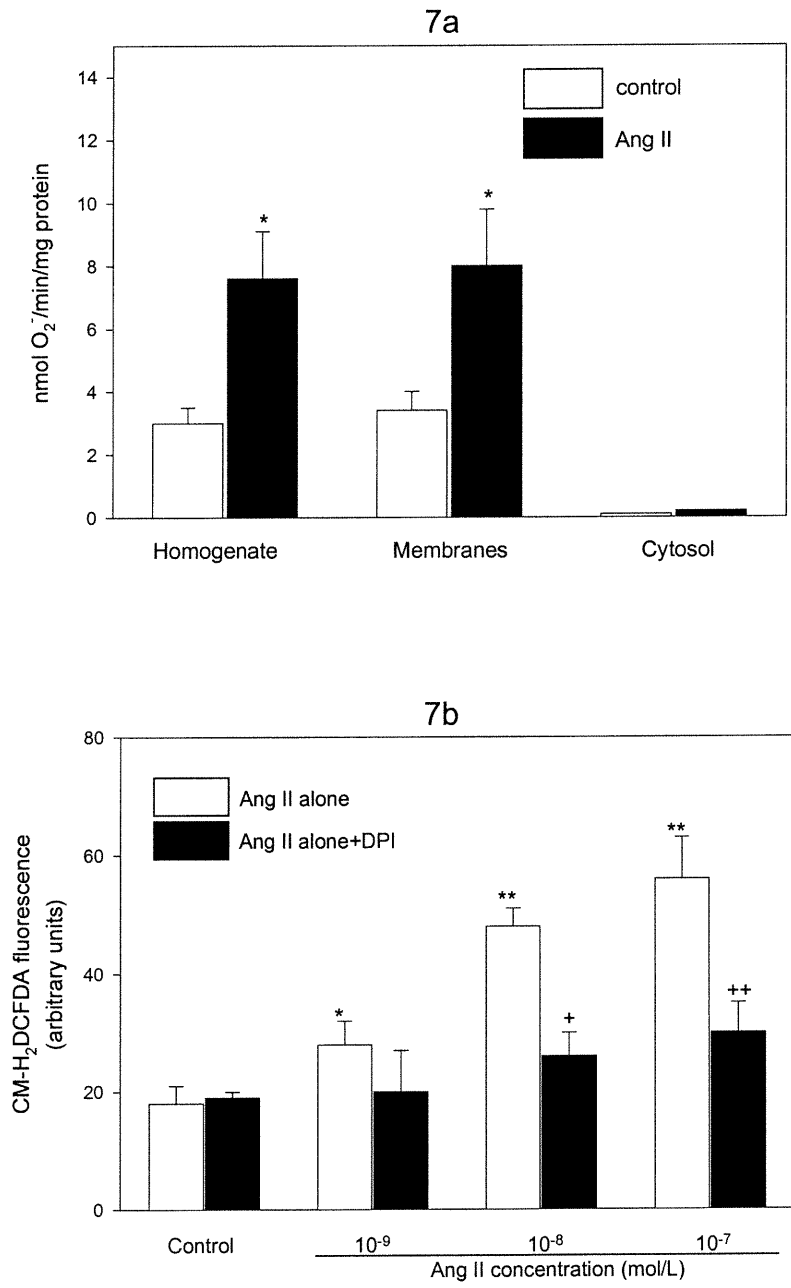 7a
14
12
10
8
6
4
2
0
nmol O₂⁻/min/mg protein
control
Ang II
*
*
Homogenate Membranes Cytosol
7b
80
60
40
20
0
CM-H₂DCFDA fluorescence
(arbitrary units)
Ang II alone
Ang II alone+DPI
*
**
+
**
++
Control 10⁻⁹ 10⁻⁸ 10⁻⁷
Ang II concentration (mol/L)